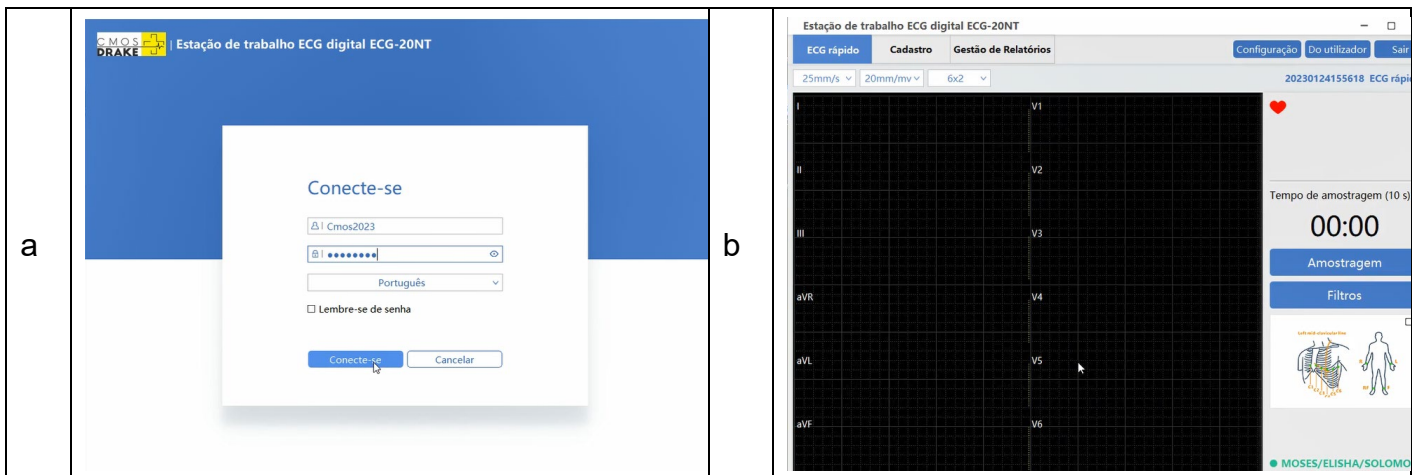 a
CMOS
DRAKE
| Estação de trabalho ECG digital ECG-20NT
Conecte-se
Cmos2023
Português
Lembre-se de senha
Conecte-se
Cancelar
b
Estação de trabalho ECG digital ECG-20NT
ECG rápido Cadastro Gestão de Relatórios Configuração Do utilizador Sair
25mm/s 20mm/mv 6x2 20230124155618 ECG rápi
I V1
II V2
Tempo de amostragem (10 s)
III V3
00:00
Amostragem
Filtros
aVR V4
aVL V5
aVF V6
MOSES/ELISHA/SOLOMO